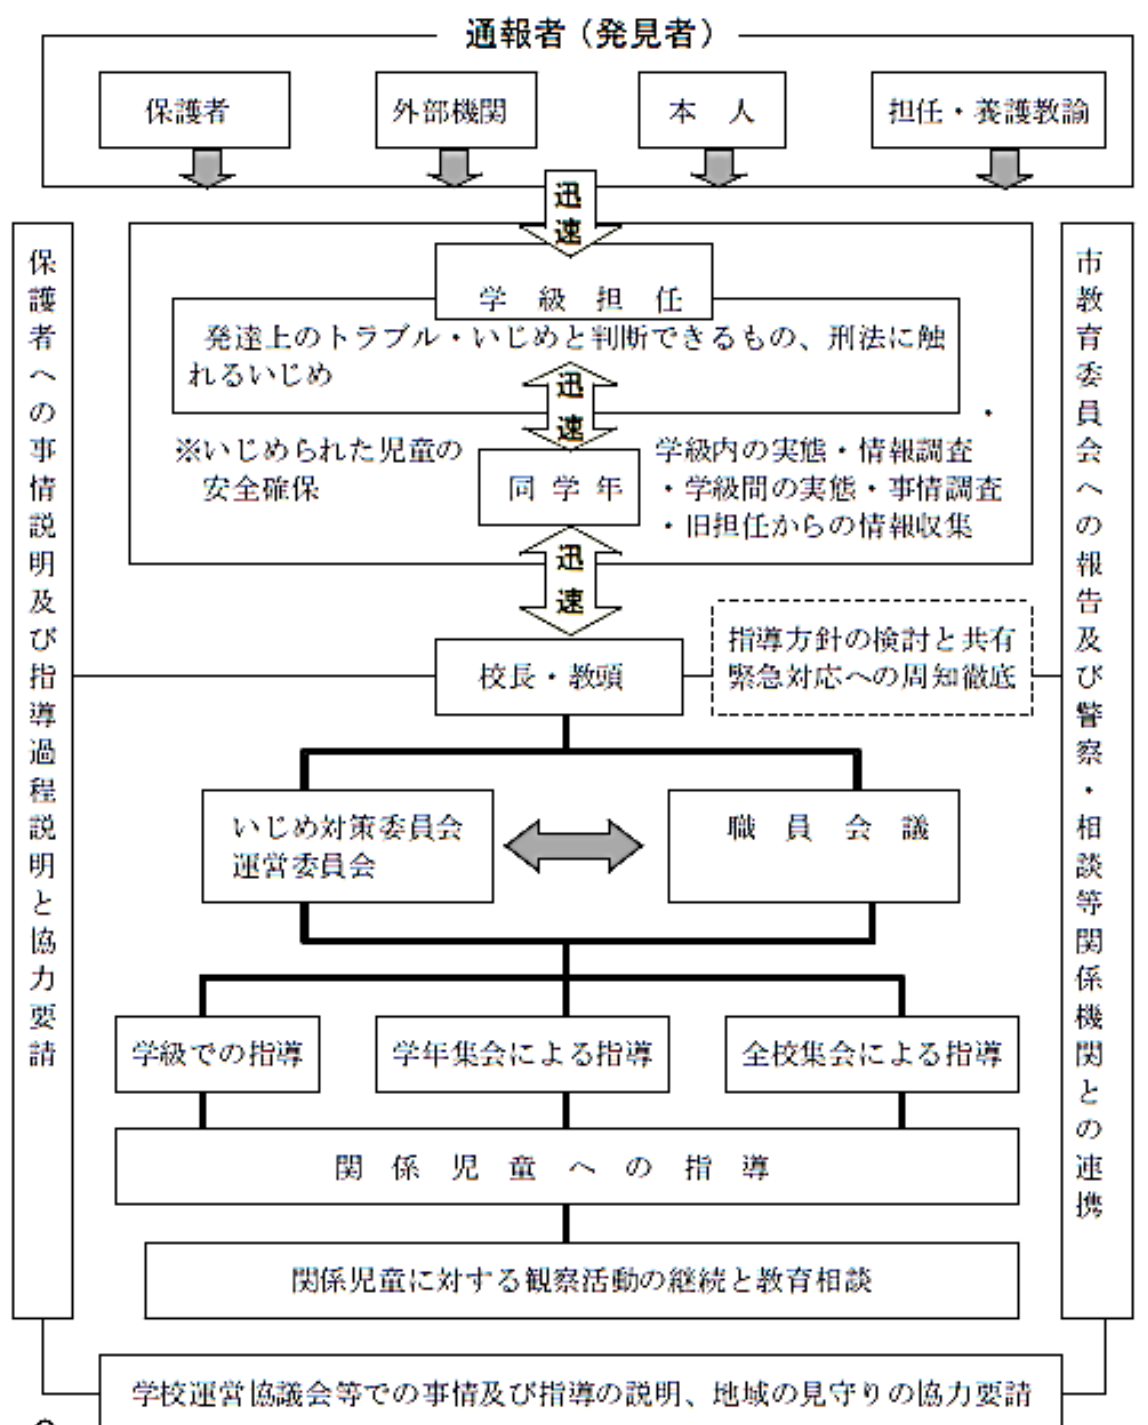 通報者（発見者）
保護者
外部機関
本　人
担任・養護教諭
迅
速
保護者への事情説明及び指導過程説明と協力要請
市教育委員会への報告及び警察・相談等関係機関との連携
学　級　担　任
発達上のトラブル・いじめと判断できるもの、刑法に触
れるいじめ
迅
速
※いじめられた児童の
安全確保
同 学 年
・
学級内の実態・情報調査
・学級間の実態・事情調査
・旧担任からの情報収集
迅
速
校長・教頭
指導方針の検討と共有
緊急対応への周知徹底
いじめ対策委員会
運営委員会
職　員　会　議
学級での指導
学年集会による指導
全校集会による指導
関　係　児　童　へ　の　指　導
関係児童に対する観察活動の継続と教育相談
学校運営協議会等での事情及び指導の説明、地域の見守りの協力要請